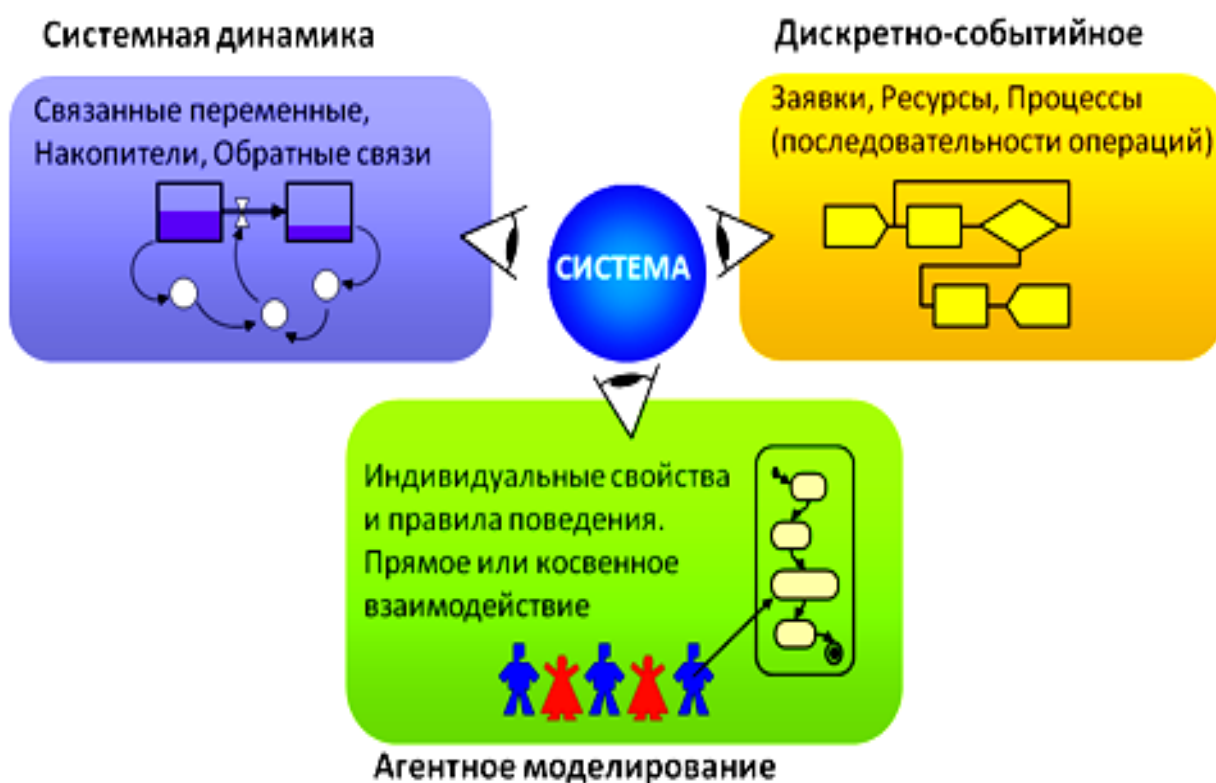 Системная динамика
Связанные переменные,
Накопители, Обратные связи
Дискретно-событийное
Заявки, Ресурсы, Процессы
(последовательности операций)
СИСТЕМА
Индивидуальные свойства
и правила поведения.
Прямое или косвенное
взаимодействие
Агентное моделирование